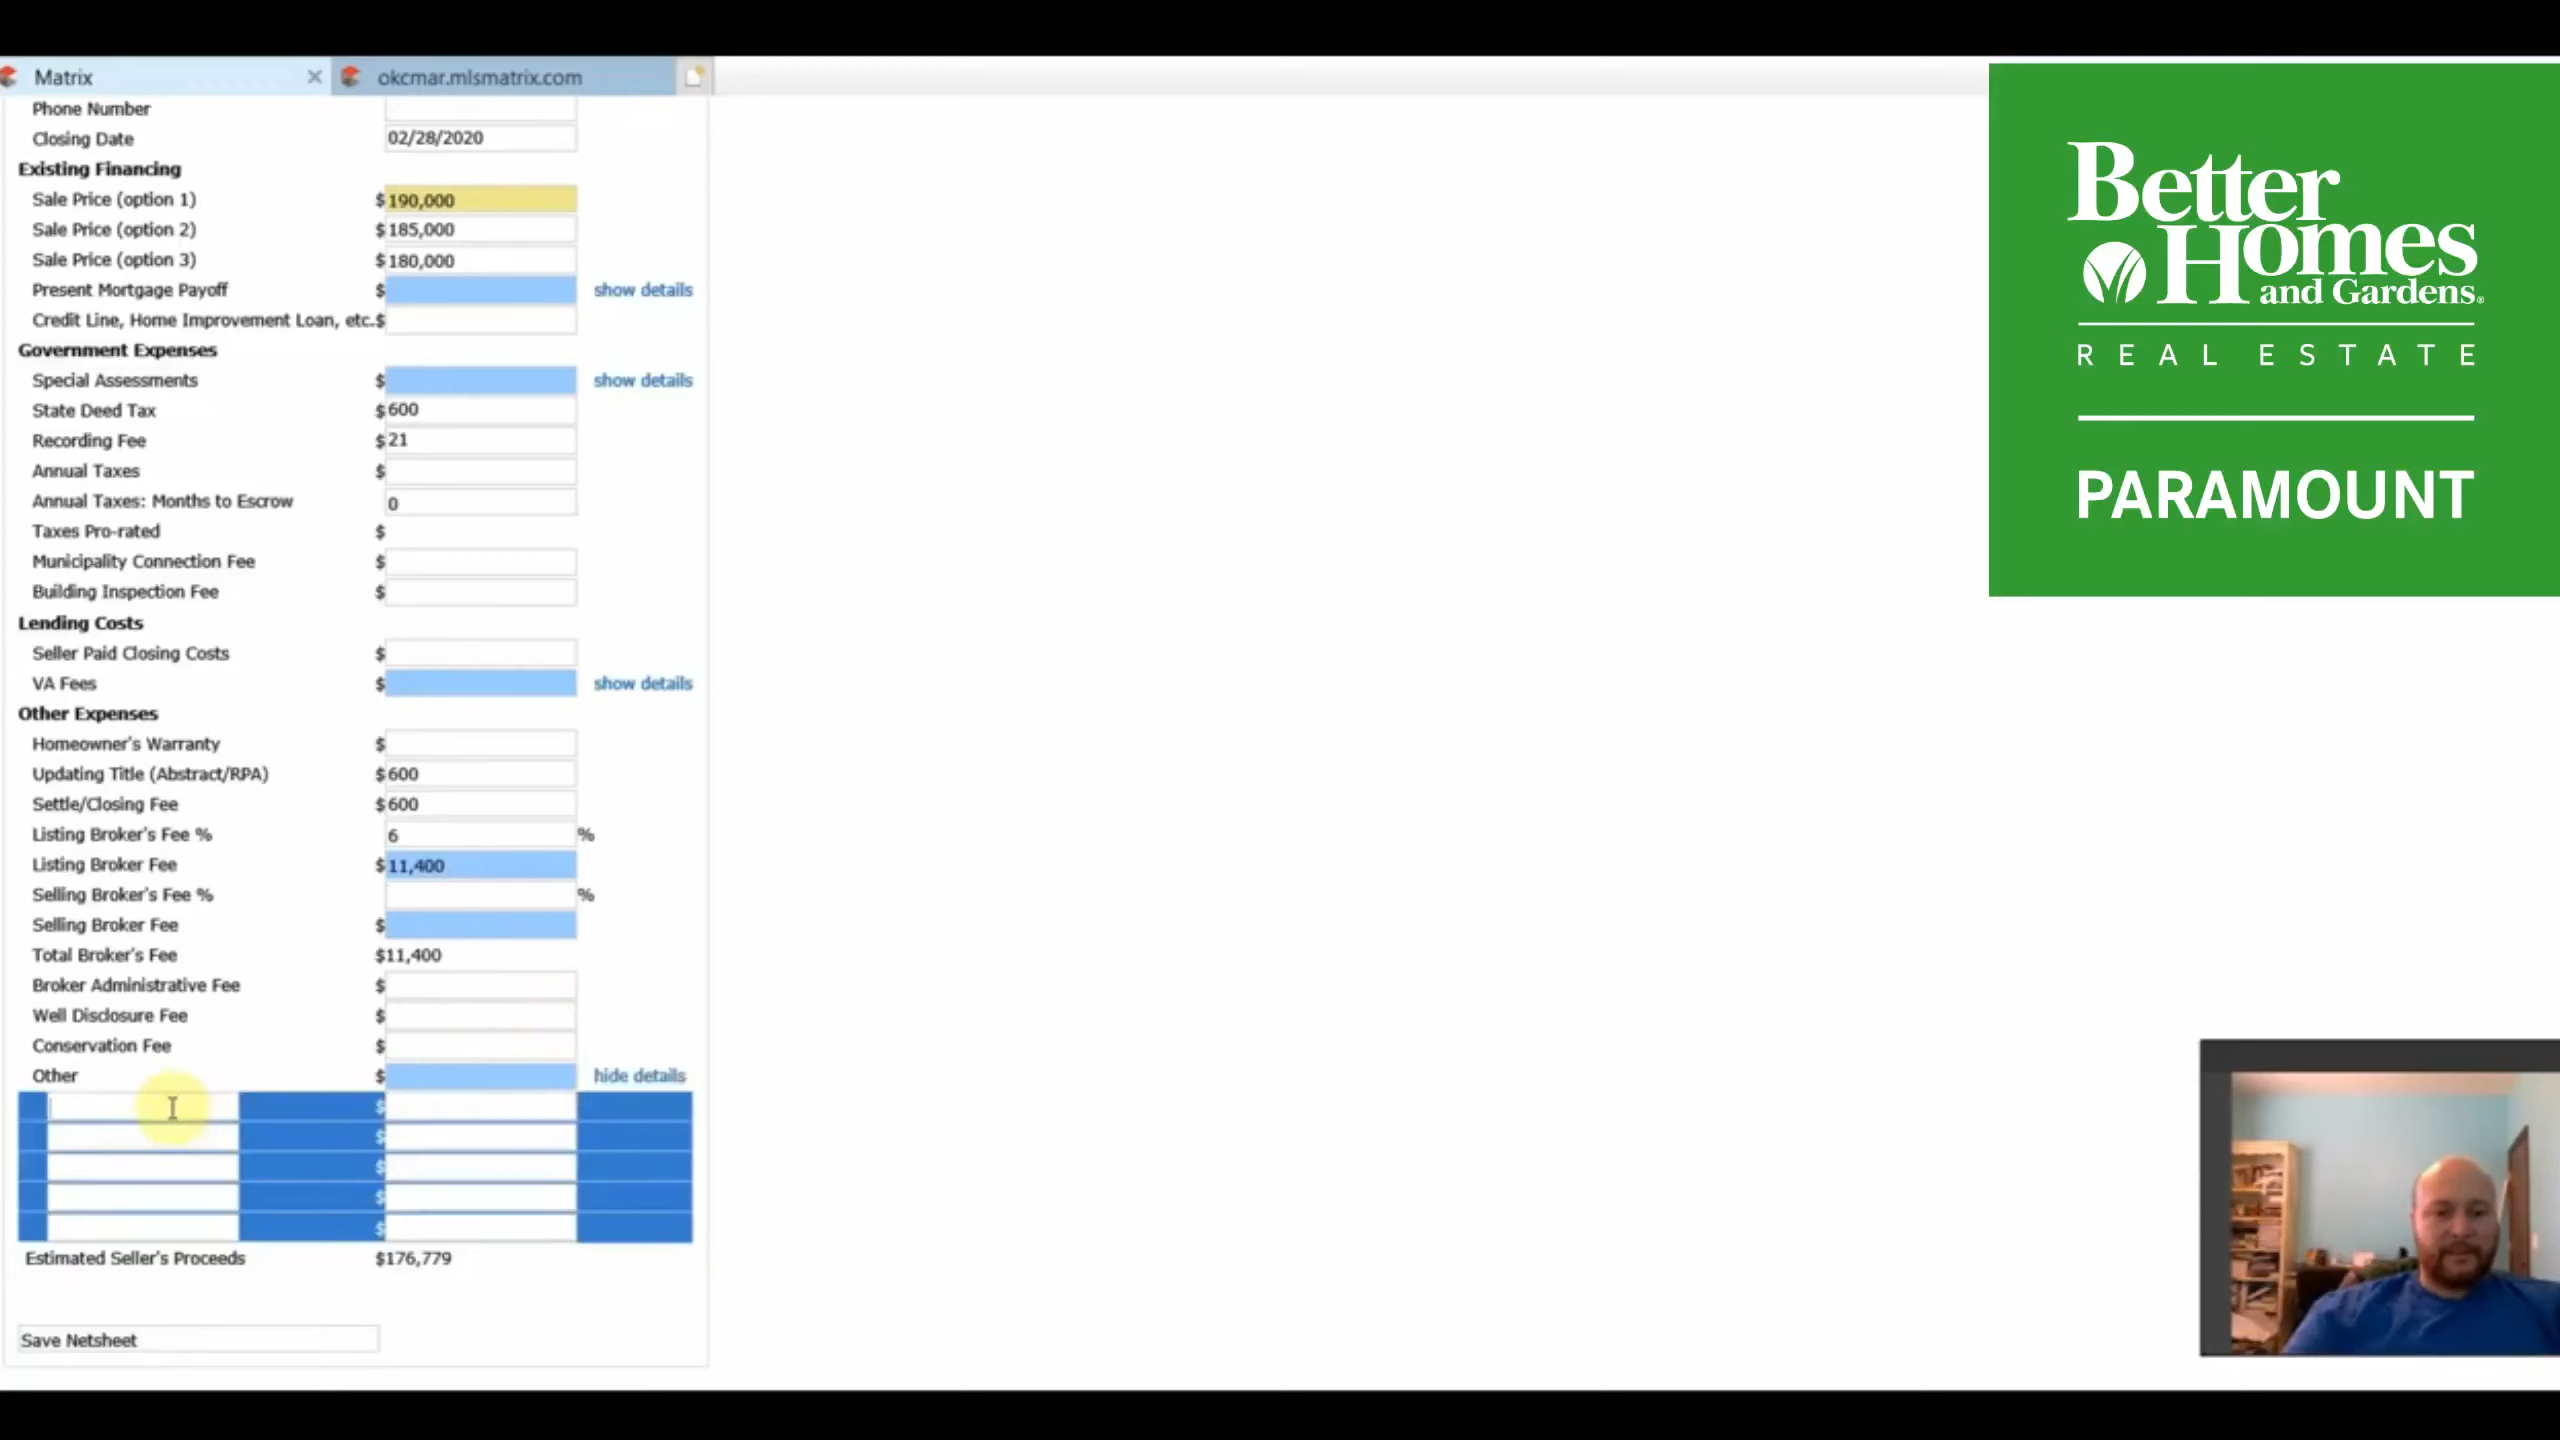 Matrix
okcmar.mlsmatrix.com
Phone Number
Closing Date 02/28/2020
Existing Financing
Sale Price (option 1) $ 190,000
Sale Price (option 2) $ 185,000
Sale Price (option 3) $ 180,000
Present Mortgage Payoff $ show details
Credit Line, Home Improvement Loan, etc. $
Government Expenses
Special Assessments $ show details
State Deed Tax $ 600
Recording Fee $ 21
Annual Taxes $
Annual Taxes: Months to Escrow 0
Taxes Pro-rated $
Municipality Connection Fee $
Building Inspection Fee $
Lending Costs
Seller Paid Closing Costs $
VA Fees $ show details
Other Expenses
Homeowner's Warranty $
Updating Title (Abstract/RPA) $ 600
Settle/Closing Fee $ 600
Listing Broker's Fee % 6 %
Listing Broker Fee $ 11,400
Selling Broker's Fee % %
Selling Broker Fee $
Total Broker's Fee $11,400
Broker Administrative Fee $
Well Disclosure Fee $
Conservation Fee $
Other $ hide details
$
$
$
$
$
Estimated Seller's Proceeds $176,779
Save Netsheet
Better
Homes
and Gardens®
REAL ESTATE
PARAMOUNT